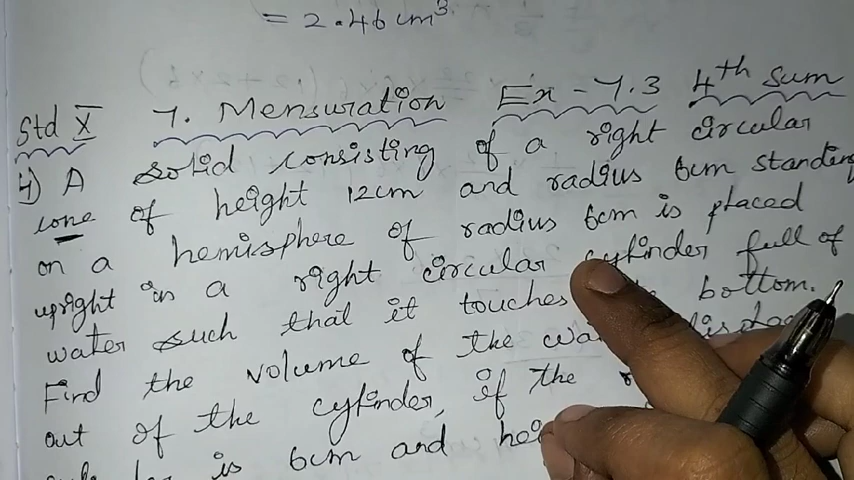 = 2.46 cm³
Std X 7. Mensuration Ex - 7.3 4th Sum
4) A solid consisting of a right circular
cone of height 12cm and radius 6cm standing
on a hemisphere of radius 6cm is placed
upright in a right circular cylinder full of
water such that it touches bottom.
Find the volume of the
out of the cylinder, if the
is 6cm and